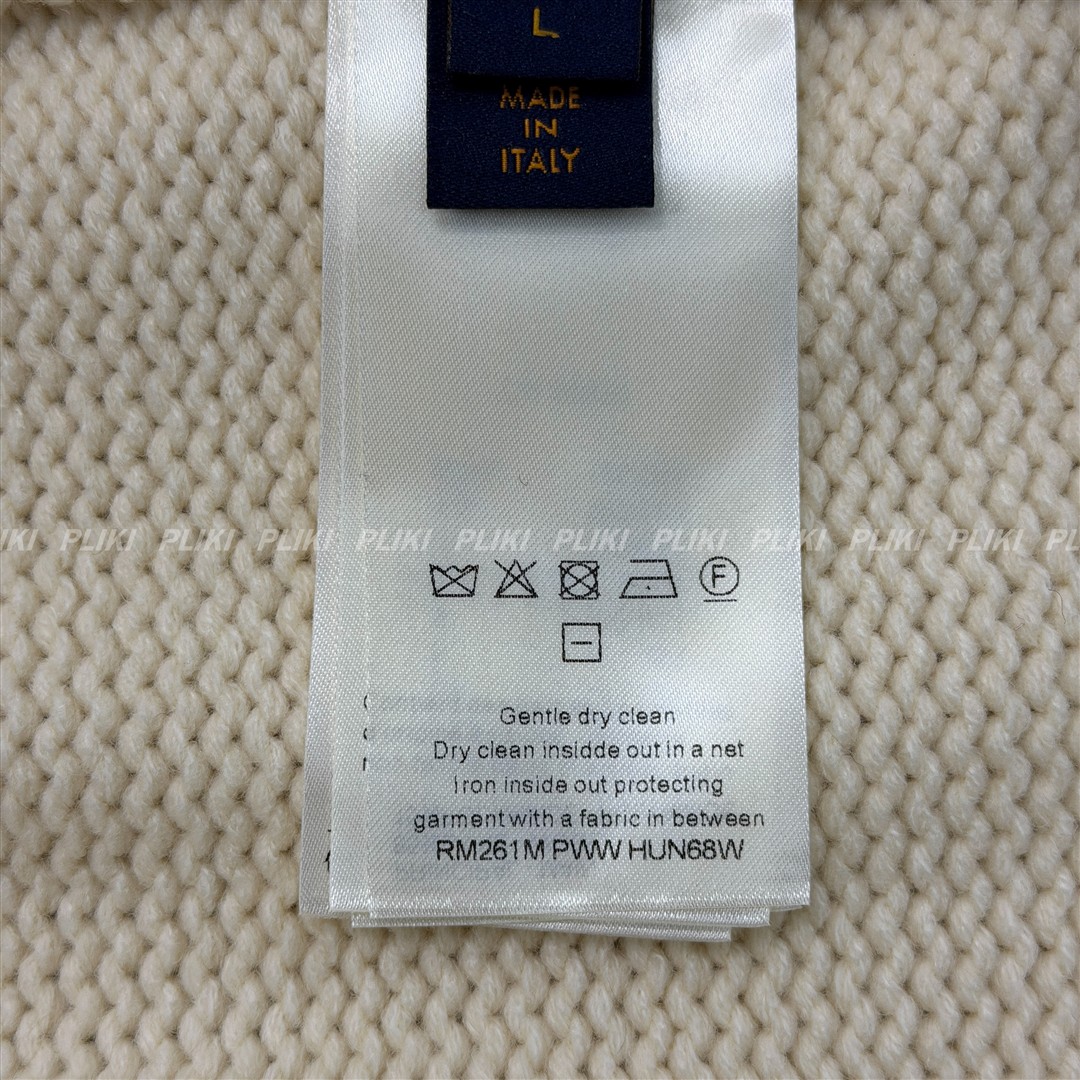 L
MADE
IN
ITALY
PLIKI PLIKI PLIKI PLIKI PLIKI PLIKI PLIKI PLIKI PLIKI PLIKI
F
Gentle dry clean
Dry clean insidde out in a net
Iron inside out protecting
garment with a fabric in between
RM261M PWW HUN68W